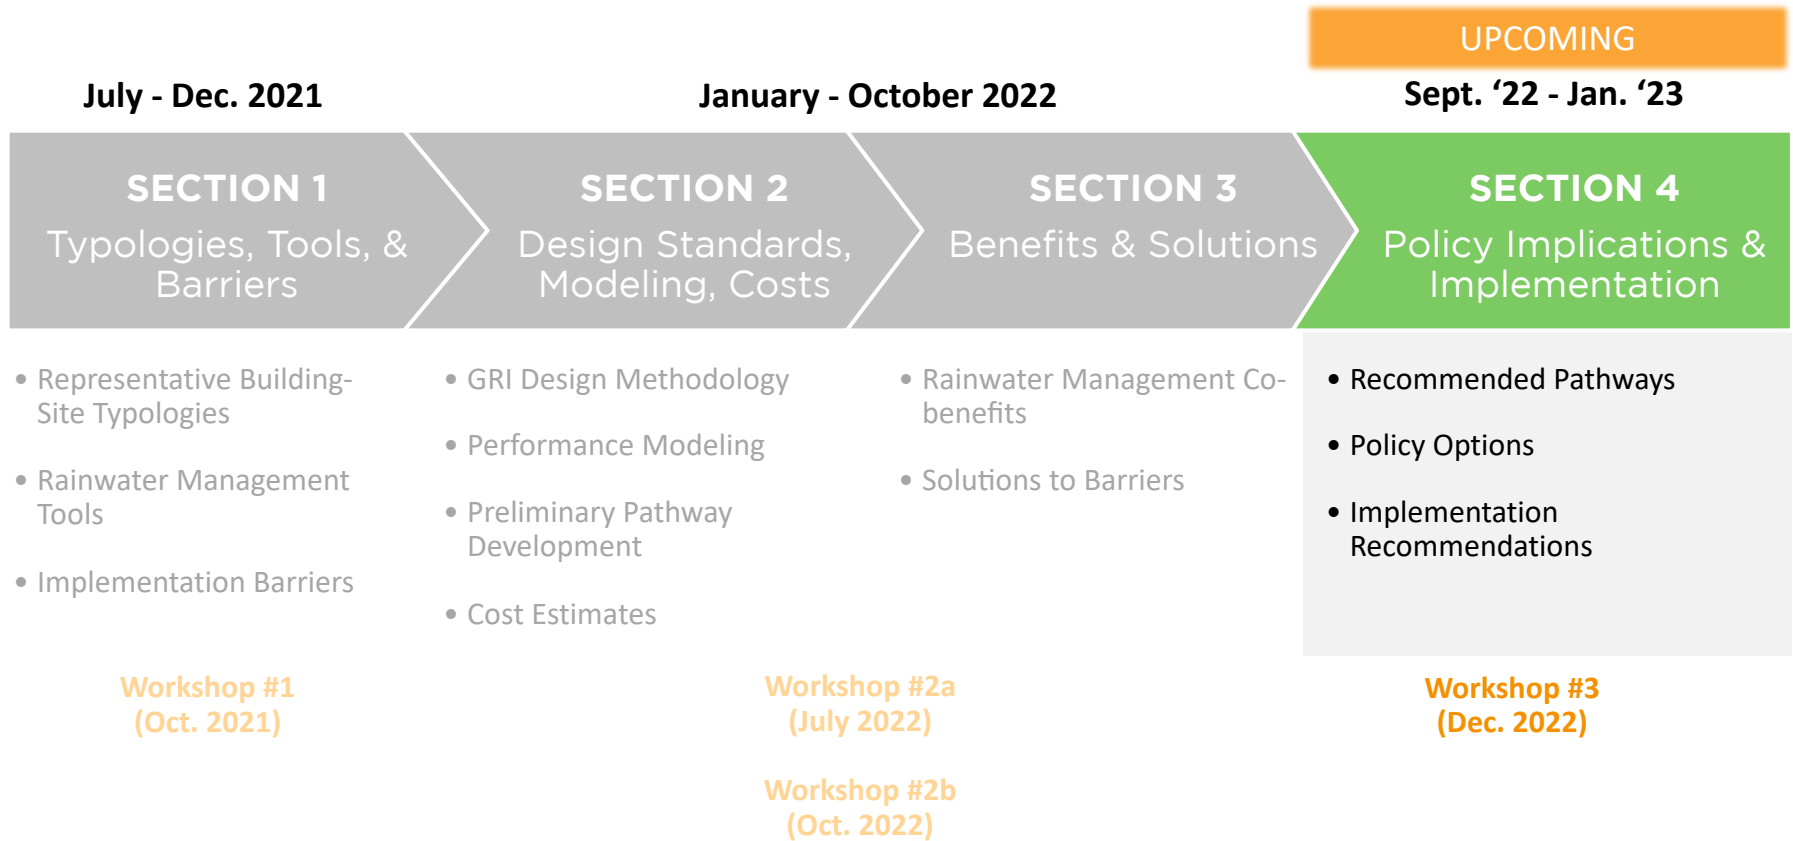 UPCOMING
July - Dec. 2021
January - October 2022
Sept. ‘22 - Jan. ‘23
SECTION 1
Typologies, Tools, &
Barriers
SECTION 2
Design Standards,
Modeling, Costs
SECTION 3
Benefits & Solutions
SECTION 4
Policy Implications &
Implementation
• Representative Building-
Site Typologies
• Rainwater Management
Tools
• Implementation Barriers
• GRI Design Methodology
• Performance Modeling
• Preliminary Pathway
Development
• Cost Estimates
• Rainwater Management Co-
benefits
• Solutions to Barriers
• Recommended Pathways
• Policy Options
• Implementation
Recommendations
Workshop #1
(Oct. 2021)
Workshop #2a
(July 2022)
Workshop #2b
(Oct. 2022)
Workshop #3
(Dec. 2022)